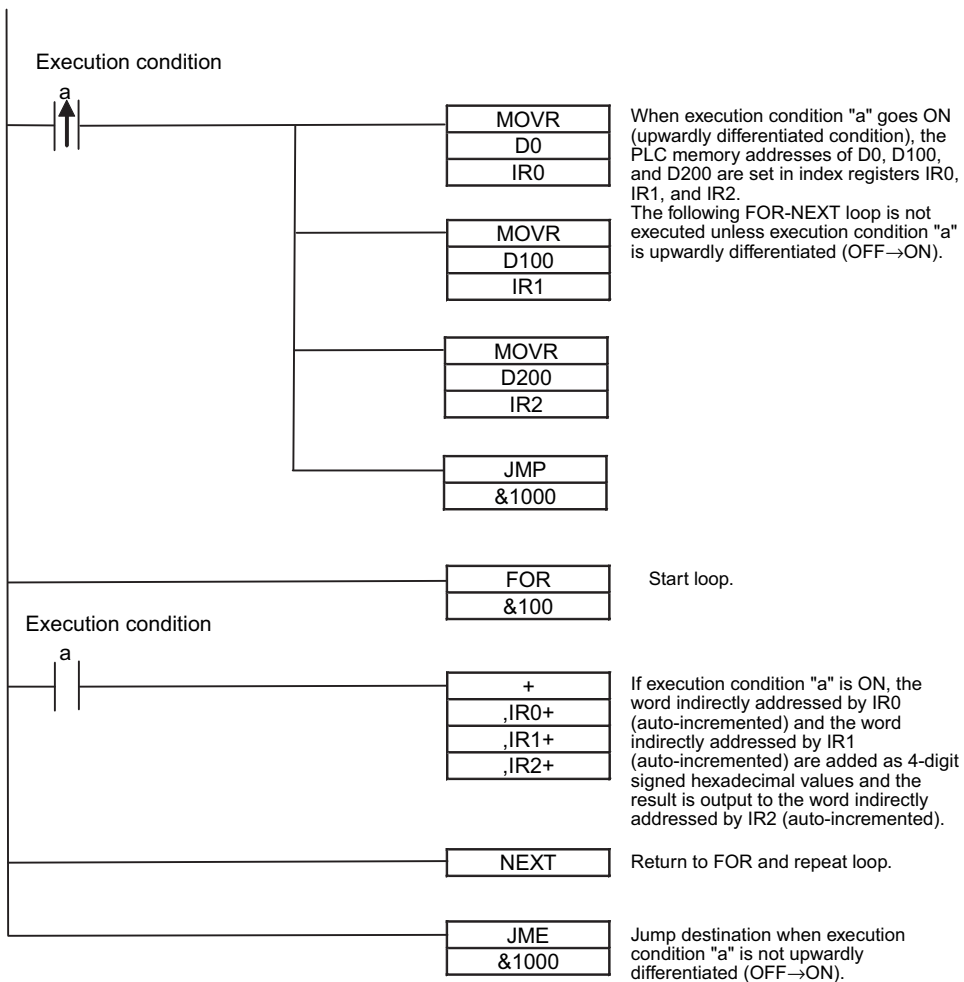 Execution condition
a
MOVR
D0
IR0
When execution condition "a" goes ON
(upwardly differentiated condition), the
PLC memory addresses of D0, D100,
and D200 are set in index registers IR0,
IR1, and IR2.
The following FOR-NEXT loop is not
executed unless execution condition "a"
is upwardly differentiated (OFF→ON).
MOVR
D100
IR1
MOVR
D200
IR2
JMP
&1000
FOR
&100
Start loop.
Execution condition
a
+
,IR0+
,IR1+
,IR2+
If execution condition "a" is ON, the
word indirectly addressed by IR0
(auto-incremented) and the word
indirectly addressed by IR1
(auto-incremented) are added as 4-digit
signed hexadecimal values and the
result is output to the word indirectly
addressed by IR2 (auto-incremented).
NEXT
Return to FOR and repeat loop.
JME
&1000
Jump destination when execution
condition "a" is not upwardly
differentiated (OFF→ON).